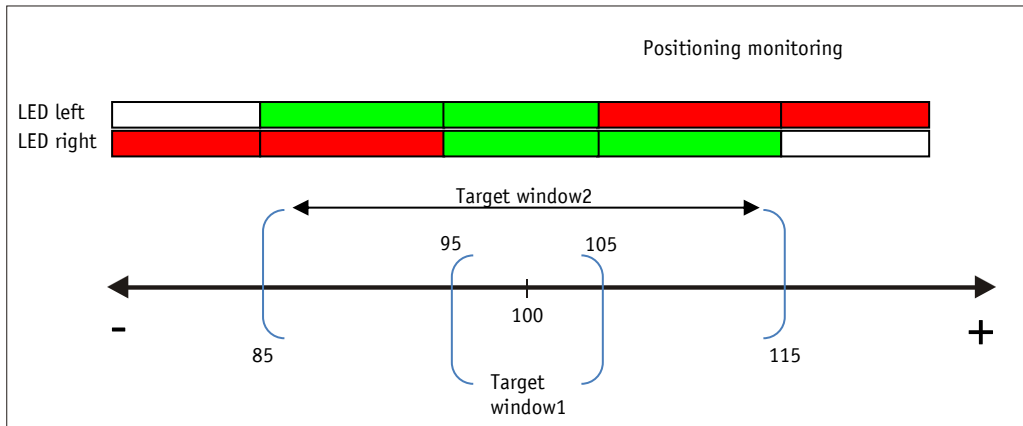 Positioning monitoring
LED left
LED right
Target window2
95 105
100
- +
85 115
Target
window1